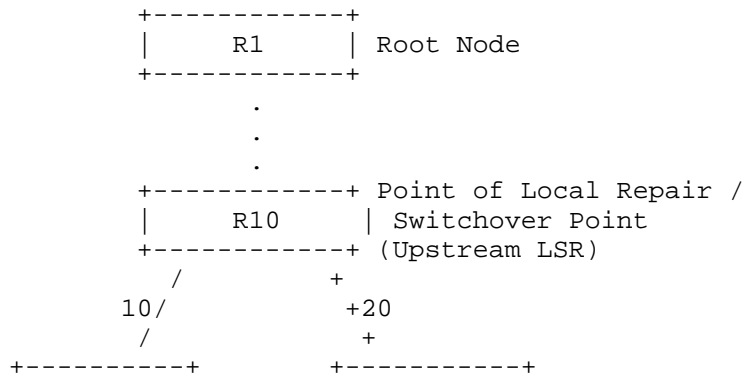 +------------+
|     R1     | Root Node
+------------+
.
.
.
+------------+ Point of Local Repair /
|     R10     | Switchover Point
+------------+ (Upstream LSR)
/         +
10/           +20
/             +
+----------+       +-----------+